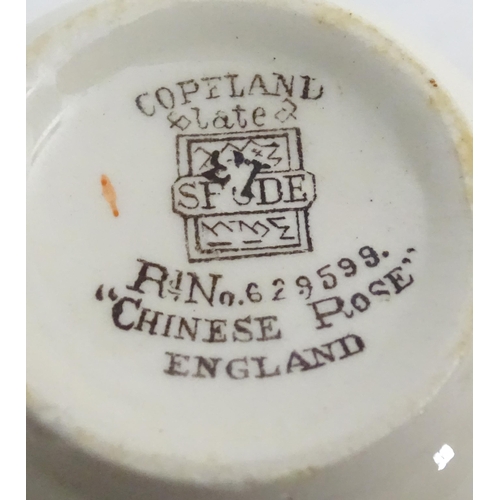 COPELAND
late
SPODE
Rd No. 629599.
"CHINESE ROSE"
ENGLAND